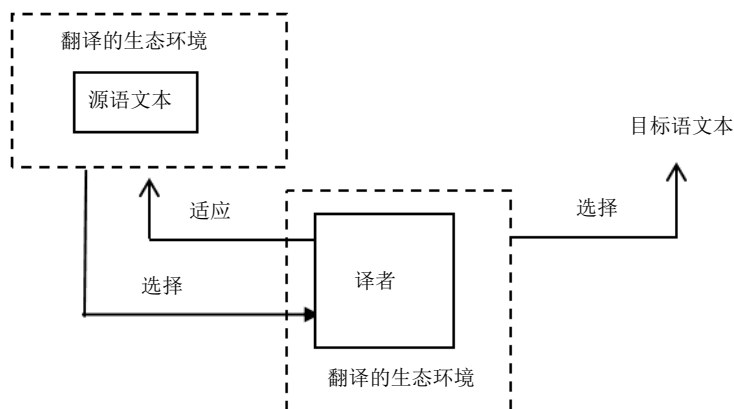 翻译的生态环境
源语文本
目标语文本
适应
选择
选择
译者
翻译的生态环境